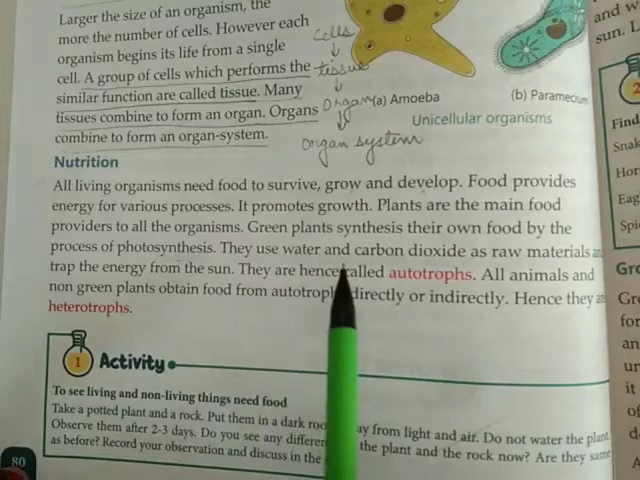 Larger the size of an organism, the
more the number of cells. However each
organism begins its life from a single
cell. A group of cells which performs the
similar function are called tissue. Many
tissues combine to form an organ. Organs
combine to form an organ-system.
cells
tissue
organ
organ system
(a) Amoeba
(b) Paramecium
Unicellular organisms
Nutrition
All living organisms need food to survive, grow and develop. Food provides
energy for various processes. It promotes growth. Plants are the main food
providers to all the organisms. Green plants synthesis their own food by the
process of photosynthesis. They use water and carbon dioxide as raw materials
trap the energy from the sun. They are hence called autotrophs. All animals and
non green plants obtain food from autotroph directly or indirectly. Hence they
heterotrophs.
1 Activity
To see living and non-living things need food
Take a potted plant and a rock. Put them in a dark from light and air. Do not water the plant.
Observe them after 2-3 days. Do you see any the plant and the rock now? Are they same
as before? Record your observation and discuss in the
80
and w
sun. L
2
Find
Snak
Hor
Eag
Spi
Gr
Gr
for
an
un
it
of
d
A